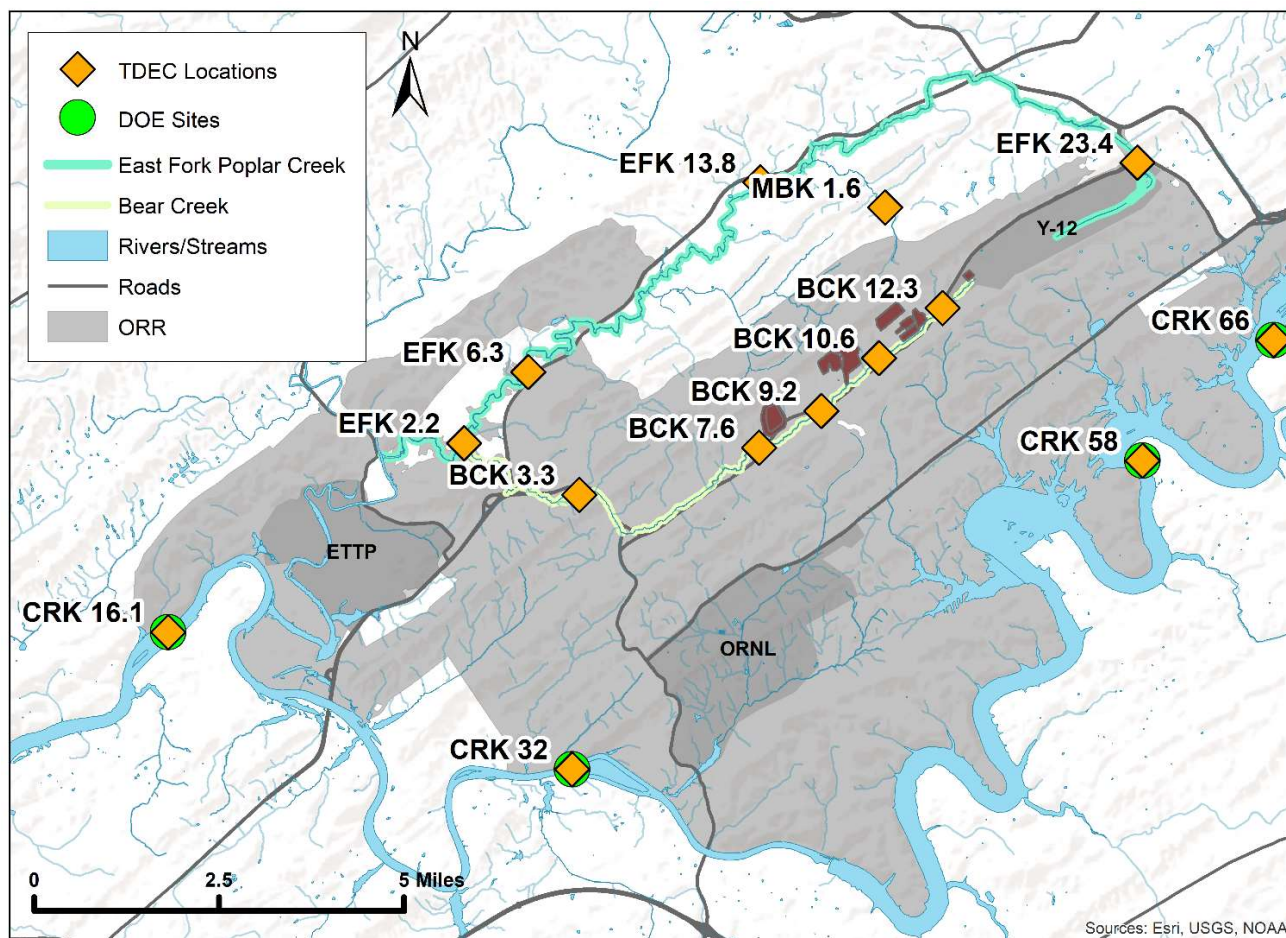 TDEC Locations
DOE Sites
East Fork Poplar Creek
Bear Creek
Rivers/Streams
Roads
ORR
N
EFK 13.8
EFK 23.4
MBK 1.6
Y-12
BCK 12.3
CRK 66
BCK 10.6
EFK 6.3
BCK 9.2
EFK 2.2
BCK 7.6
CRK 58
BCK 3.3
ETTP
CRK 16.1
ORNL
CRK 32
0 2.5 5 Miles
Sources: Esri, USGS, NOAA